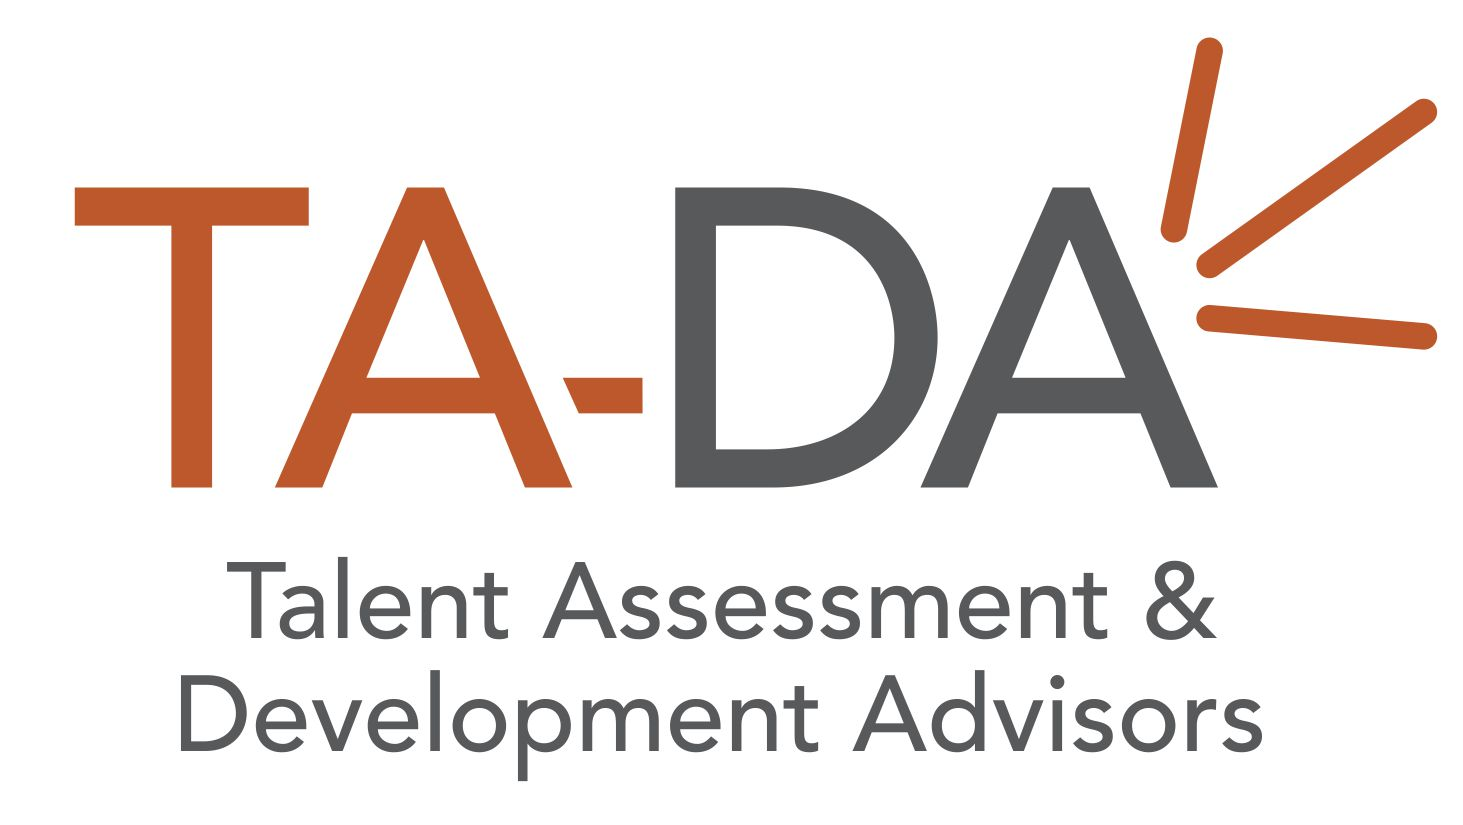 TA-DA
Talent Assessment &
Development Advisors